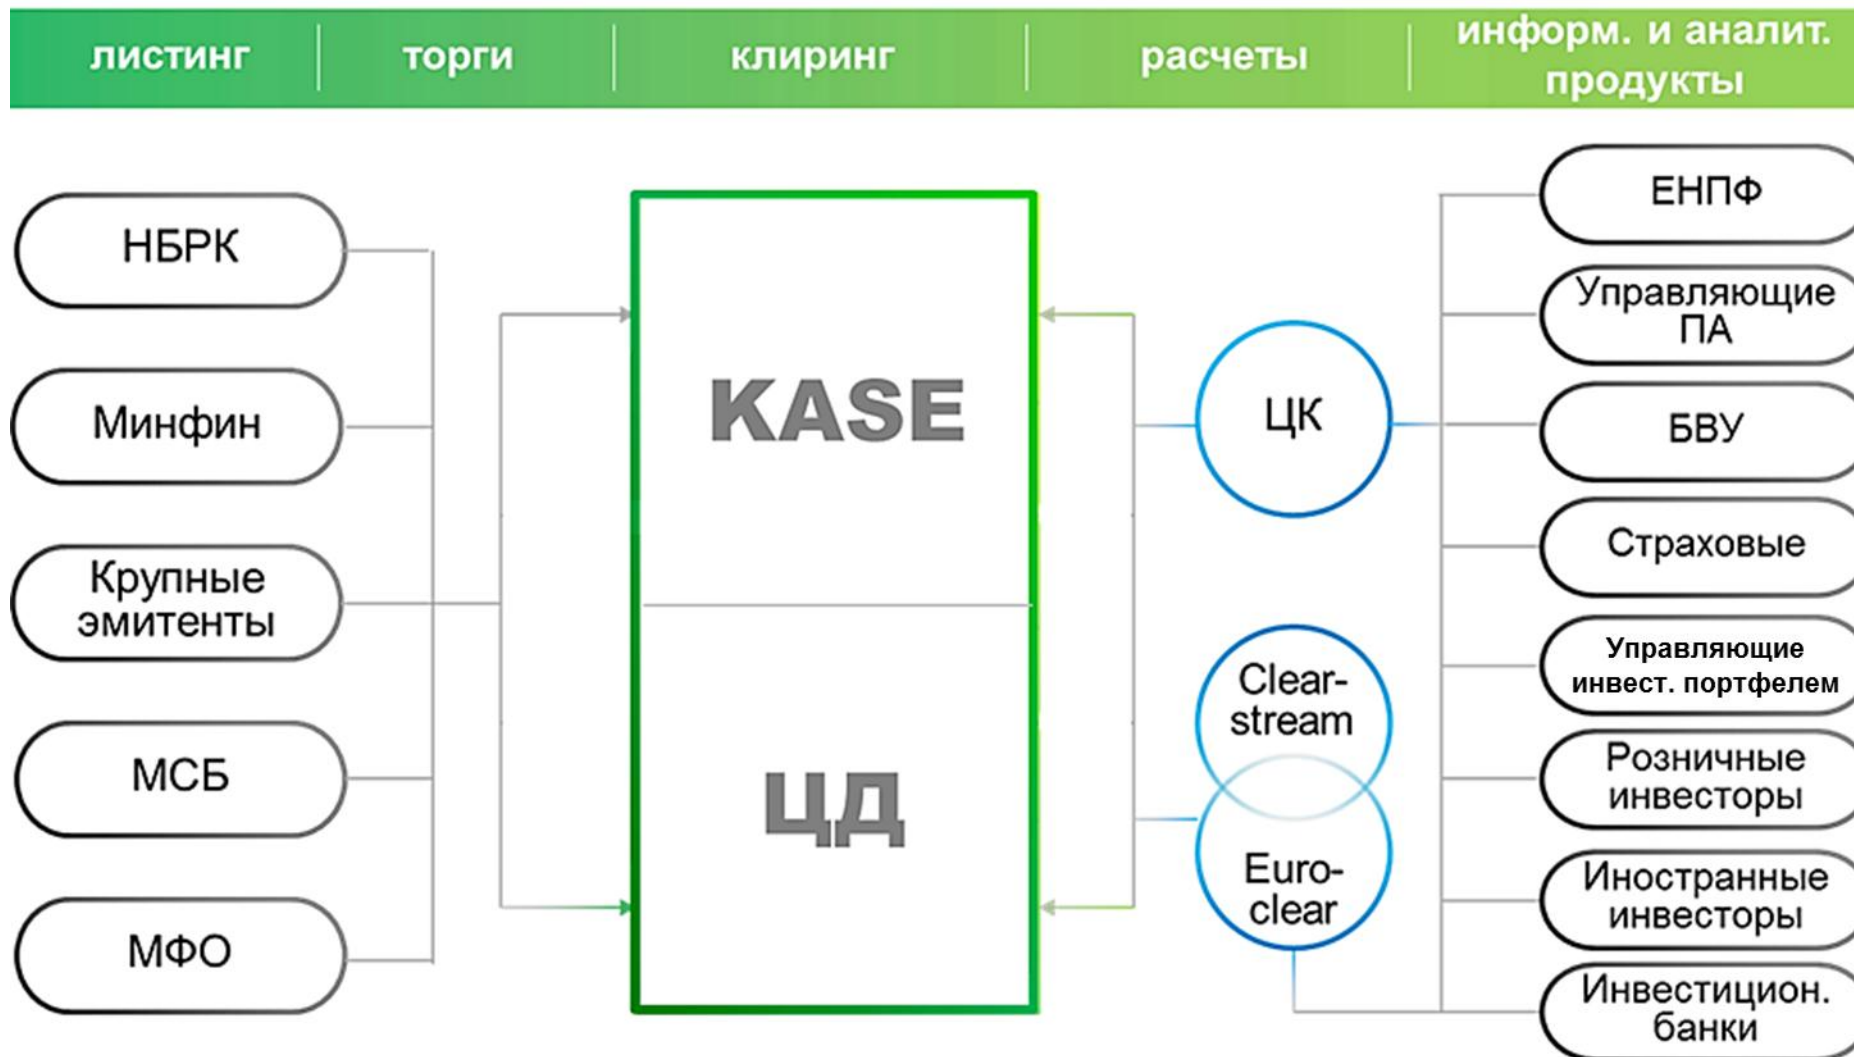 листинг
торги
клиринг
расчеты
информ. и аналит.
продукты
НБРК
Минфин
Крупные
эмитенты
МСБ
МФО
KASE
ЦД
ЦК
Clear-
stream
Euro-
clear
ЕНПФ
Управляющие
ПА
БВУ
Страховые
Управляющие
инвест. портфелем
Розничные
инвесторы
Иностранные
инвесторы
Инвестицион.
банки